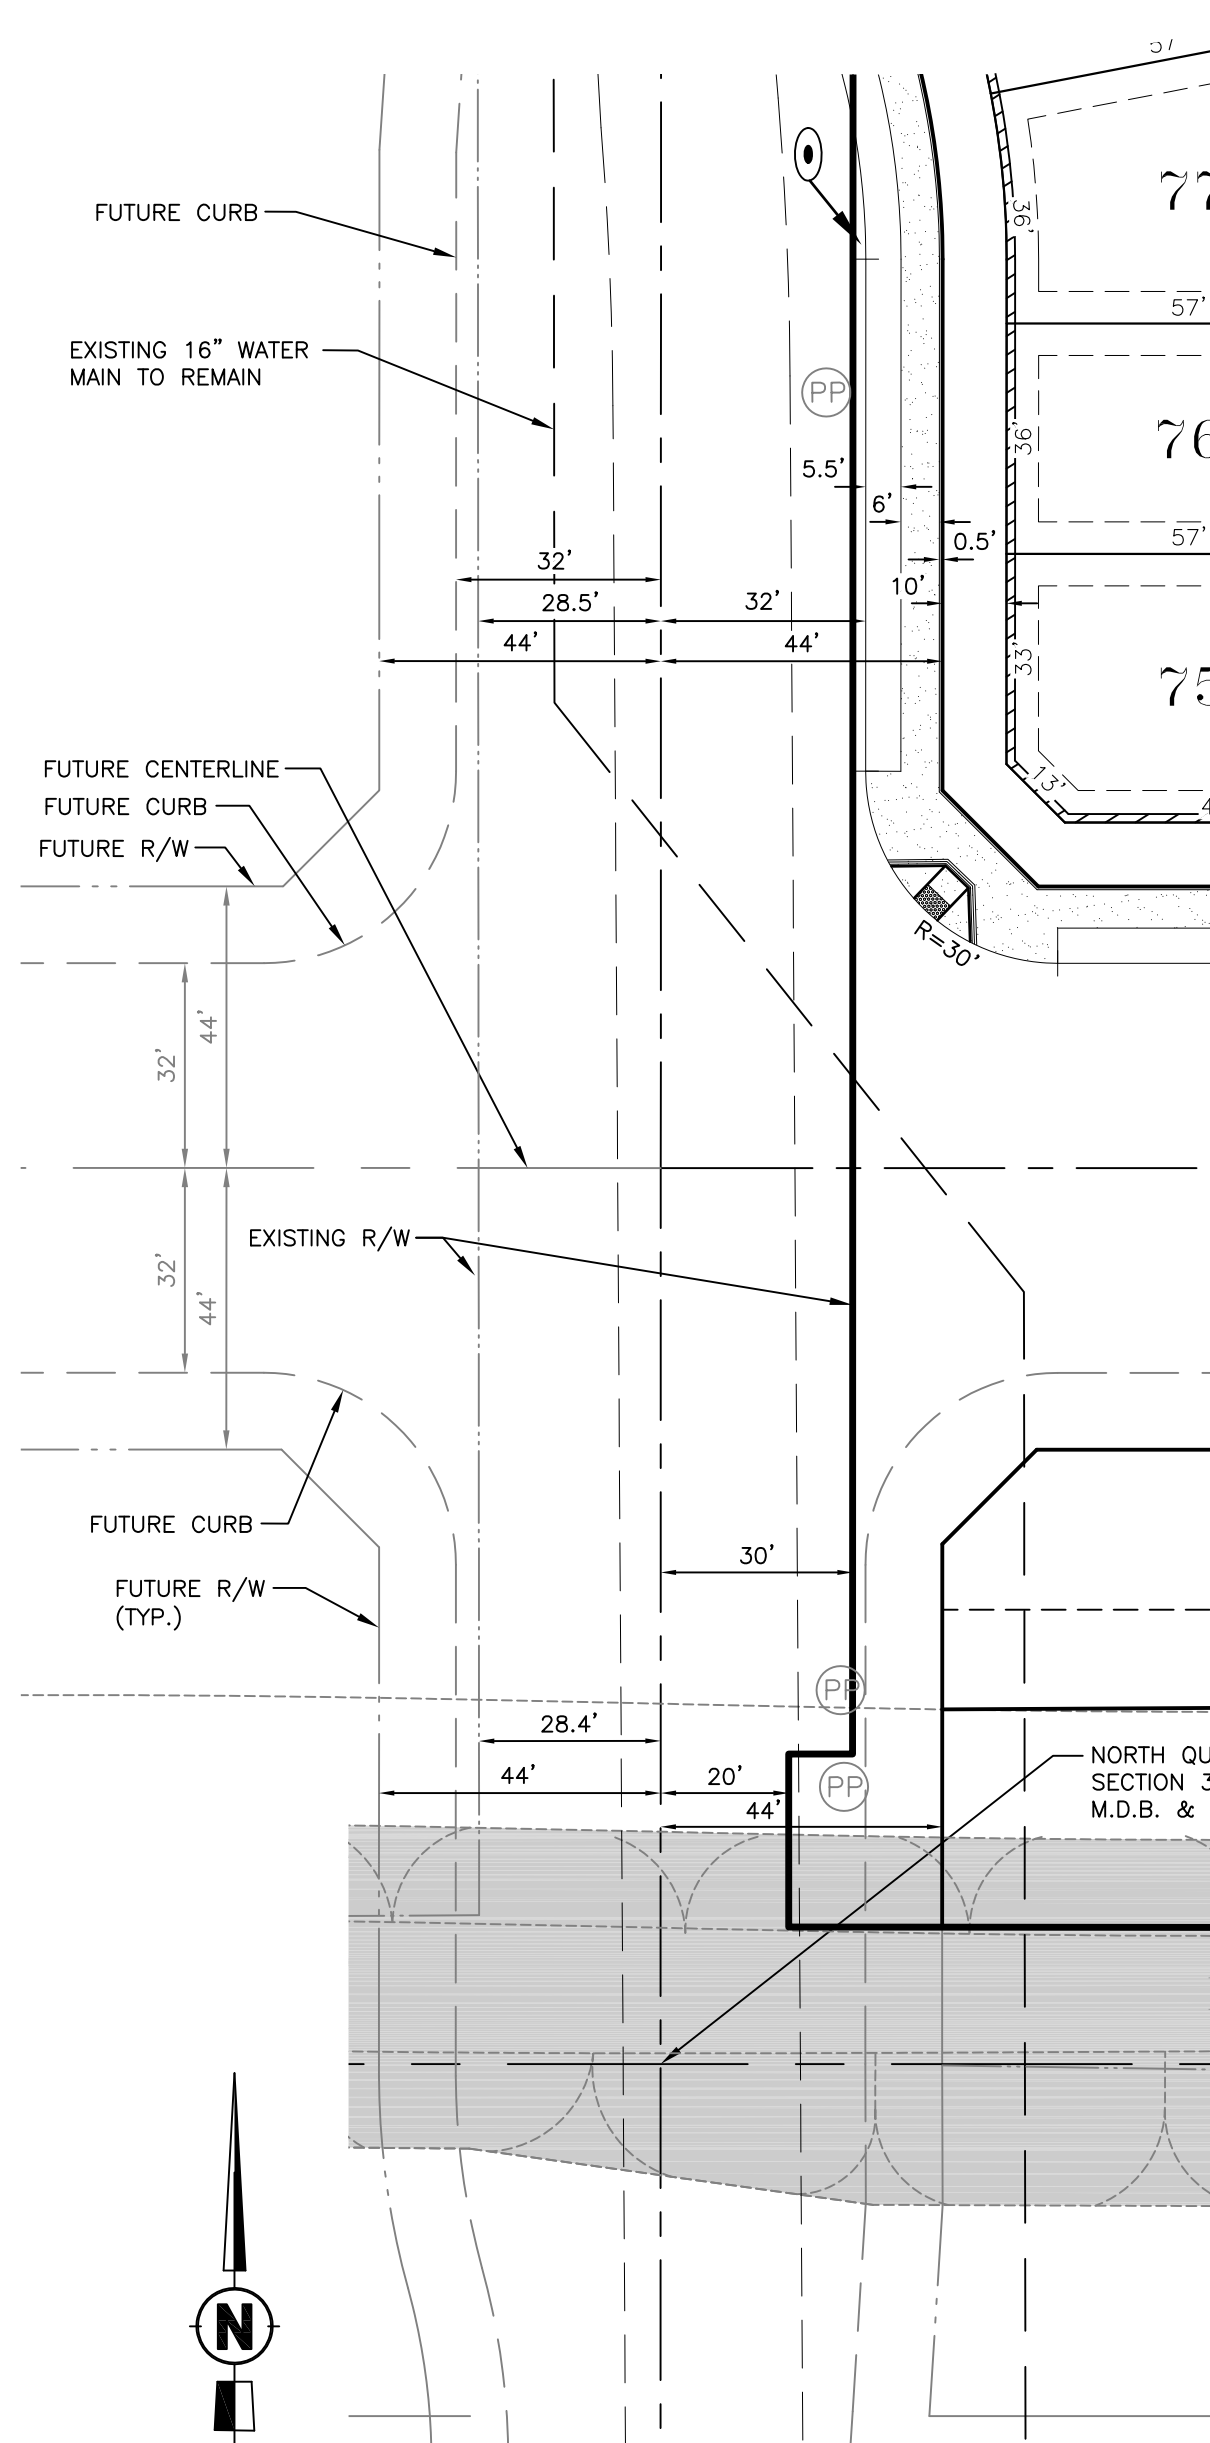 57'
77
FUTURE CURB
36'
57'
EXISTING 16" WATER
MAIN TO REMAIN
PP
76
36'
5.5'
6'
57'
0.5'
32'
10'
28.5'
32'
44'
44'
33'
75
FUTURE CENTERLINE
13'
FUTURE CURB
4
FUTURE R/W
R=30'
44'
32'
EXISTING R/W
32'
44'
FUTURE CURB
30'
FUTURE R/W
(TYP.)
PP
28.4'
NORTH QU
44'
20'
PP
SECTION 3
44'
M.D.B. &
N